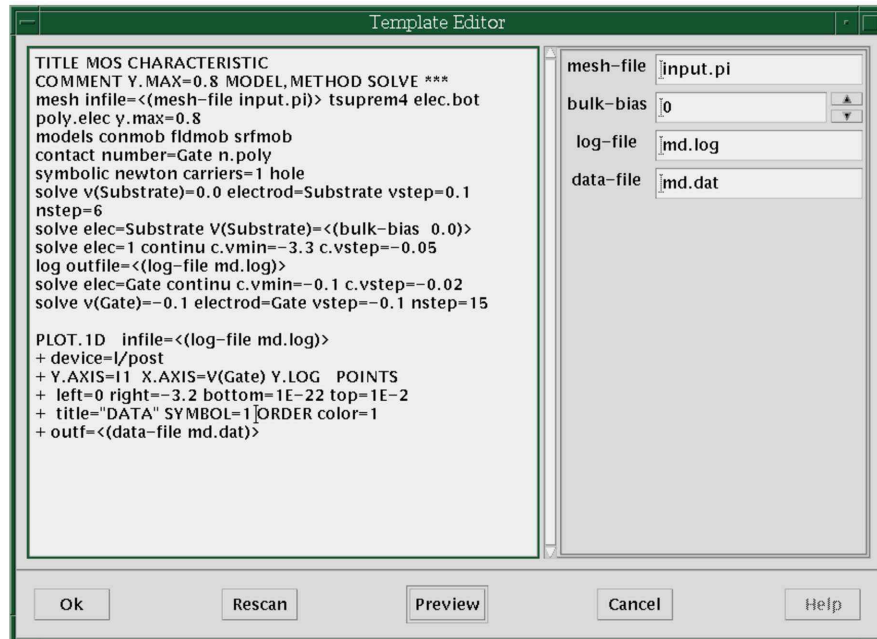 Template Editor
TITLE MOS CHARACTERISTIC
COMMENT Y.MAX=0.8 MODEL,METHOD SOLVE ***
mesh infile=<(mesh-file input.pi)> tsuprem4 elec.bot
poly.elec y.max=0.8
models conmob fldmob srfmob
contact number=Gate n.poly
symbolic newton carriers=1 hole
solve v(Substrate)=0.0 electrod=Substrate vstep=0.1
nstep=6
solve elec=Substrate V(Substrate)=<(bulk-bias  0.0)>
solve elec=1 continu c.vmin=-3.3 c.vstep=-0.05
log outfile=<(log-file md.log)>
solve elec=Gate continu c.vmin=-0.1 c.vstep=-0.02
solve v(Gate)=-0.1 electrod=Gate vstep=-0.1 nstep=15
PLOT.1D   infile=<(log-file md.log)>
+ device=l/post
+ Y.AXIS=I1  X.AXIS=V(Gate) Y.LOG   POINTS
+  left=0 right=-3.2 bottom=1E-22 top=1E-2
+  title="DATA" SYMBOL=1 ORDER color=1
+ outf=<(data-file md.dat)>
mesh-file input.pi
bulk-bias 0
log-file md.log
data-file md.dat
Ok Rescan Preview Cancel Help